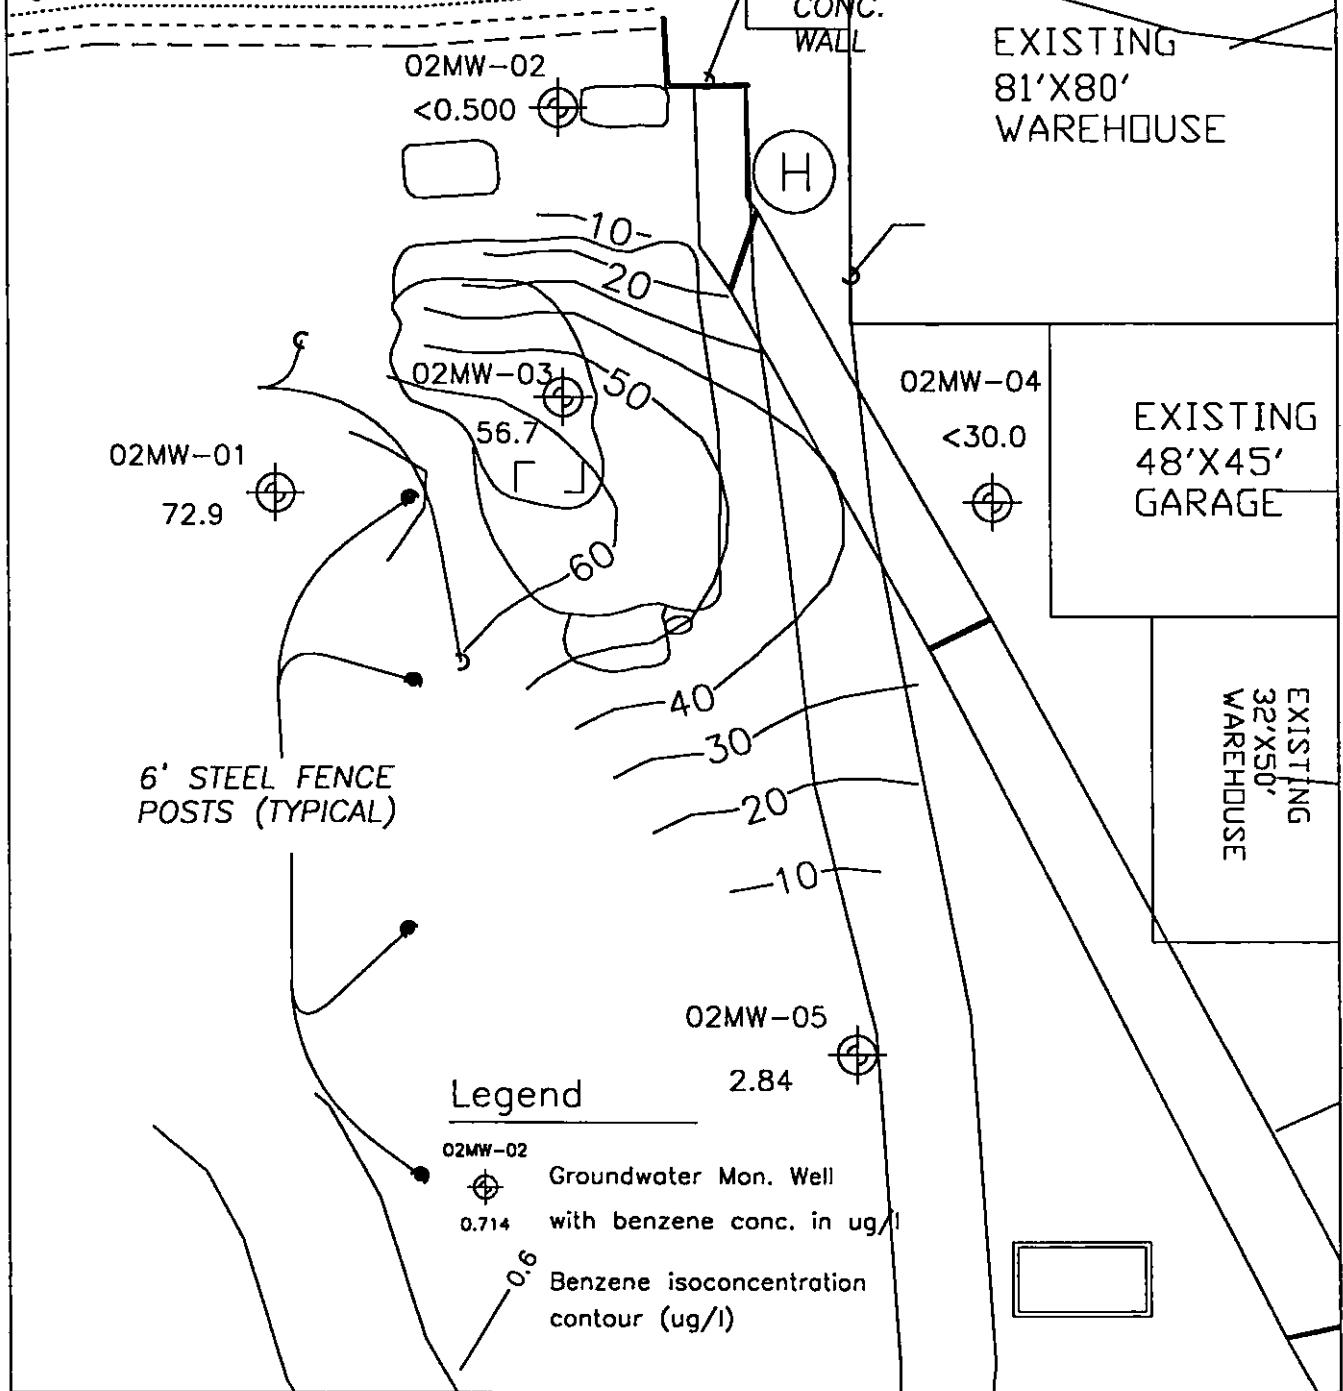 CONC.
WALL
EXISTING
81'X80'
WAREHOUSE
02MW-02
<0.500
H
10
20
02MW-03
56.7
50
02MW-04
<30.0
EXISTING
48'X45'
GARAGE
02MW-01
72.9
60
40
30
20
10
6' STEEL FENCE
POSTS (TYPICAL)
EXISTING
32'X50'
WAREHOUSE
02MW-05
2.84
Legend
02MW-02
0.714
Groundwater Mon. Well
with benzene conc. in ug/l
0.6
Benzene isoconcentration
contour (ug/l)